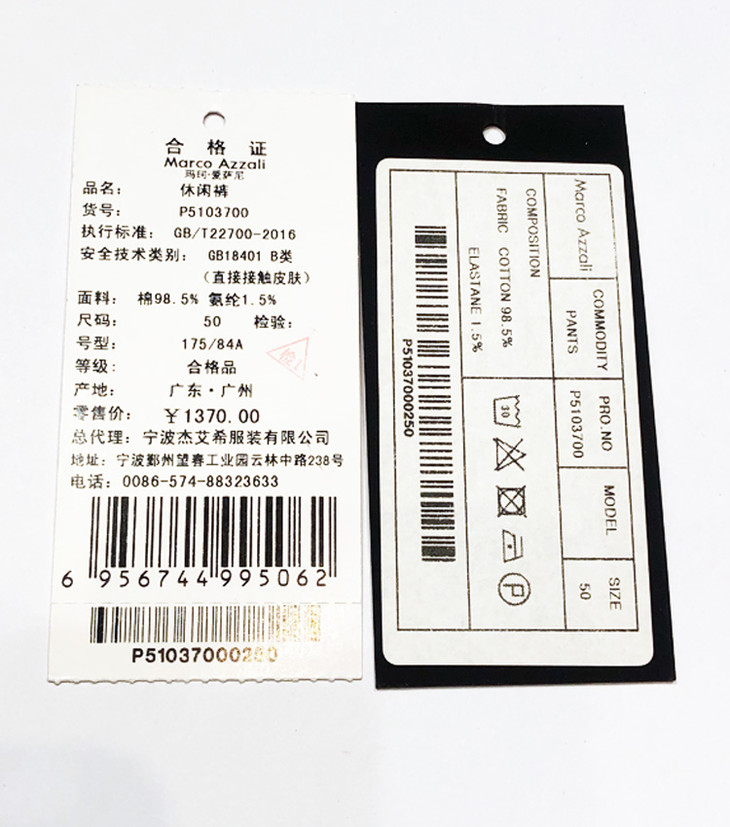 合格证
Marco Azzali
玛珂·爱萨尼
品名： 休闲裤
货号： P5103700
执行标准： GB/T22700-2016
安全技术类别： GB18401 B类
（直接接触皮肤）
面料： 棉98.5% 氨纶1.5%
尺码： 50 检验：
号型： 175/84A
等级： 合格品
产地： 广东·广州
零售价： ￥1370.00
总代理：宁波杰艾希服装有限公司
地址：宁波鄞州望春工业园云林中路238号
电话：0086-574-88323633
6 956744 995062
P51037000250
Marco Azzali
COMMODITY
PANTS
PRO.NO
P5103700
MODEL
SIZE
50
COMPOSITION
FABRIC COTTON 98.5%
ELASTANE 1.5%
30
P
P51037000250